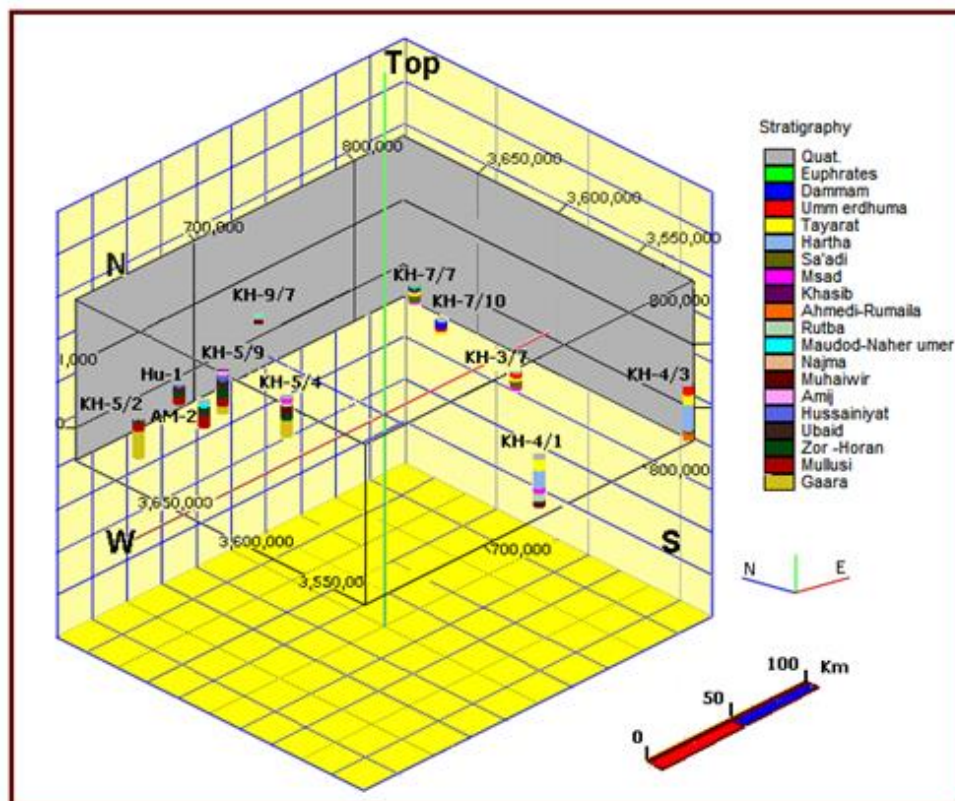 Top
800,000
3,650,000
700,000
3,600,000
3,550,000
N
KH-7/7
KH-9/7
KH-7/10
800,000
1,000
KH-5/9
Hu-1
KH-5/4
KH-3/7
KH-4/3
KH-5/2
AM-2
KH-4/1
800,000
3,650,000
W
3,600,000
700,000
S
3,550,00
Stratigraphy
Quat.
Euphrates
Dammam
Umm erdhuma
Tayarat
Hartha
Sa'adi
Msad
Khasib
Ahmedi-Rumaila
Rutba
Maudod-Naher umer
Najma
Muhaiwir
Amij
Hussainiyat
Ubaid
Zor -Horan
Mullusi
Gaara
N
E
100
Km
50
0